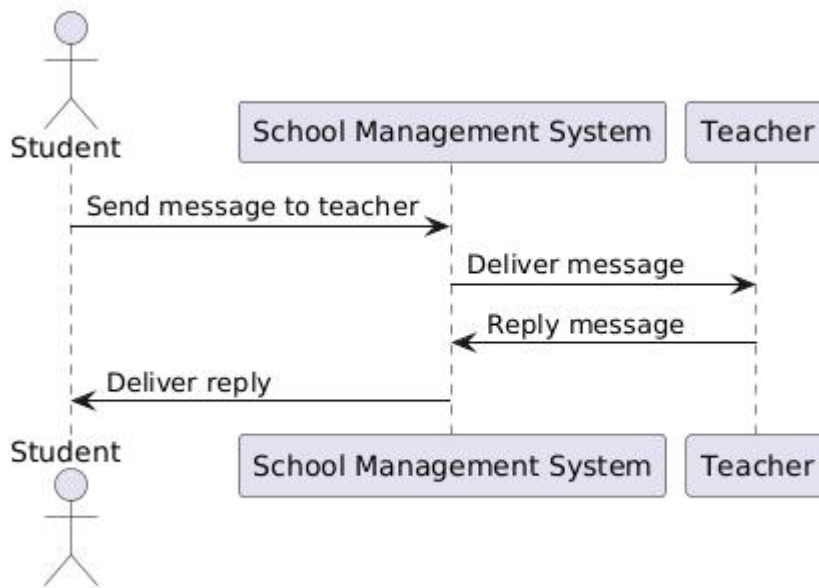 Student
School Management System
Teacher
Send message to teacher
Deliver message
Reply message
Deliver reply
Student
School Management System
Teacher